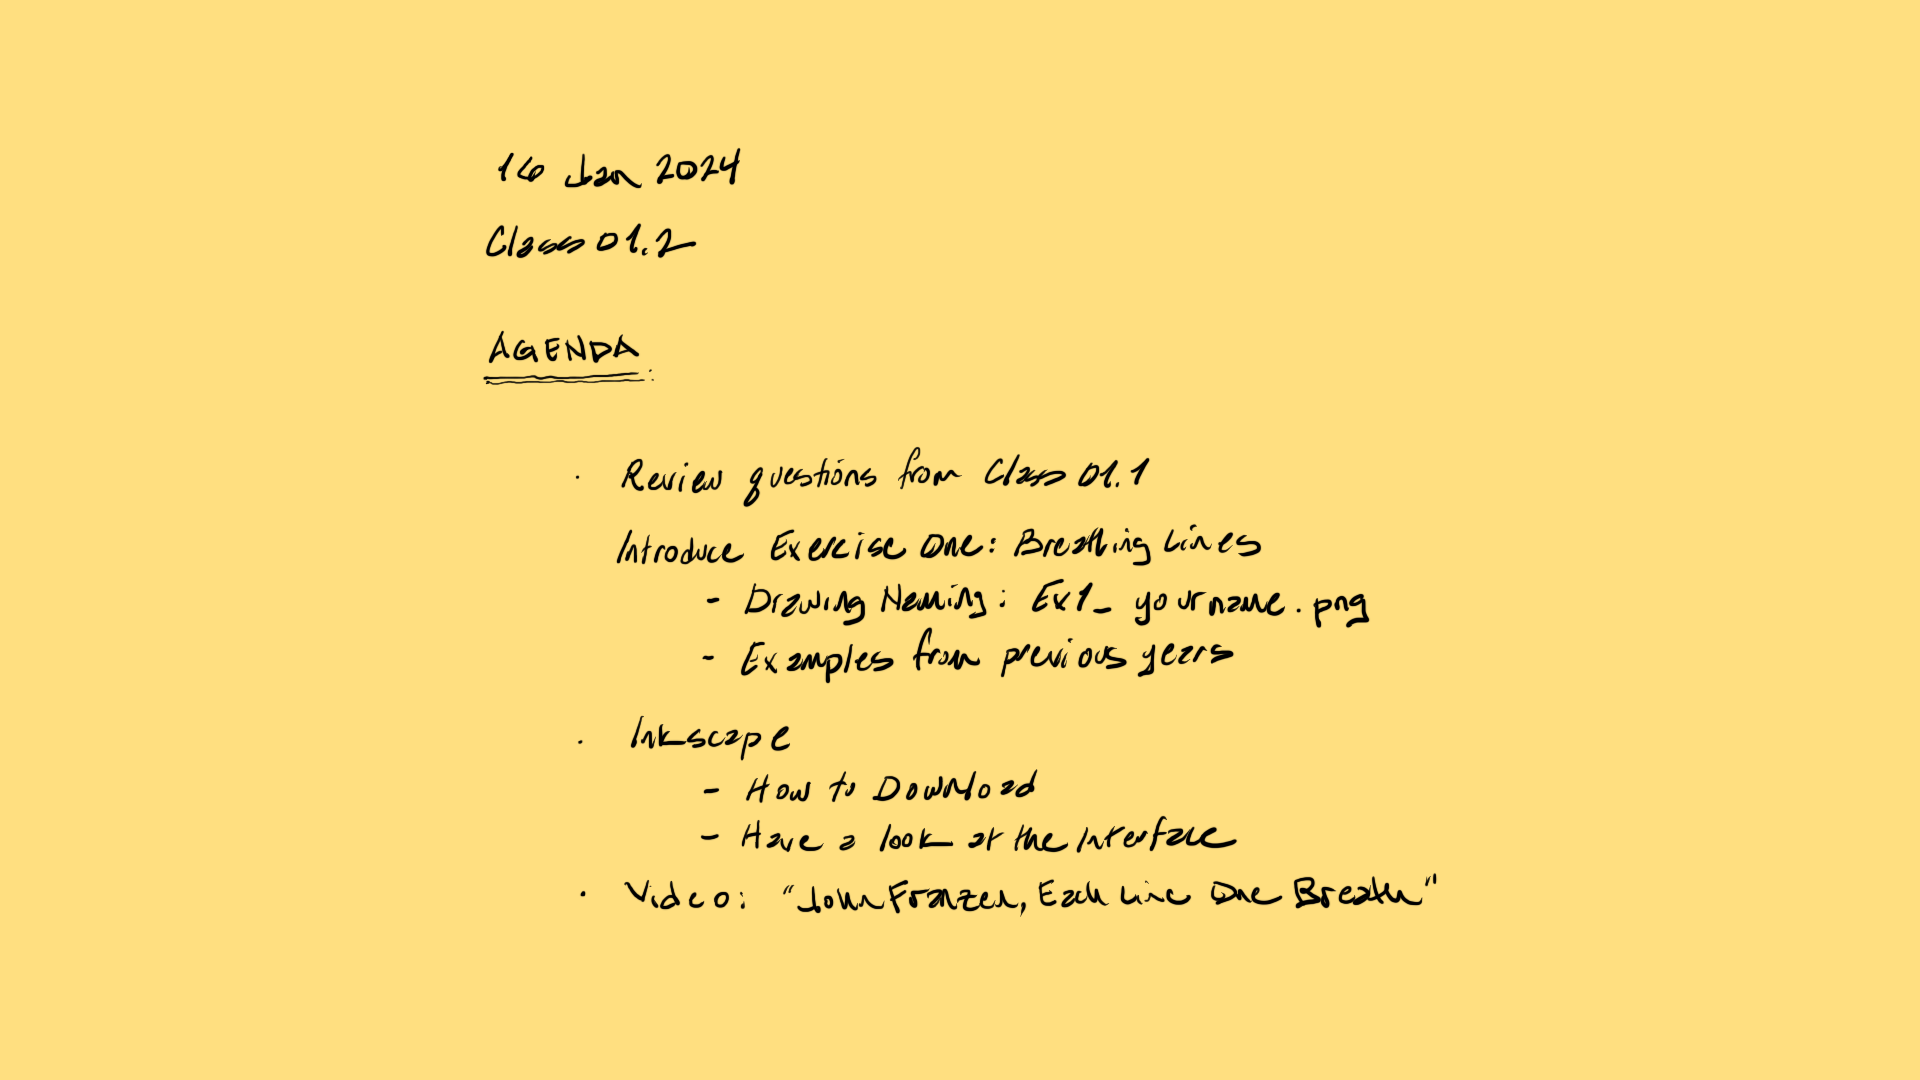 16 Jan 2024
Class 01.2
AGENDA:
· Review questions from Class 01.1
Introduce Exercise One: Breathing Lines
- Drawing Naming: Ex1_yourname.png
- Examples from previous years
· Inkscape
- How to Download
- Have a look at the Interface
· Video: "John Franzen, Each Line One Breath"